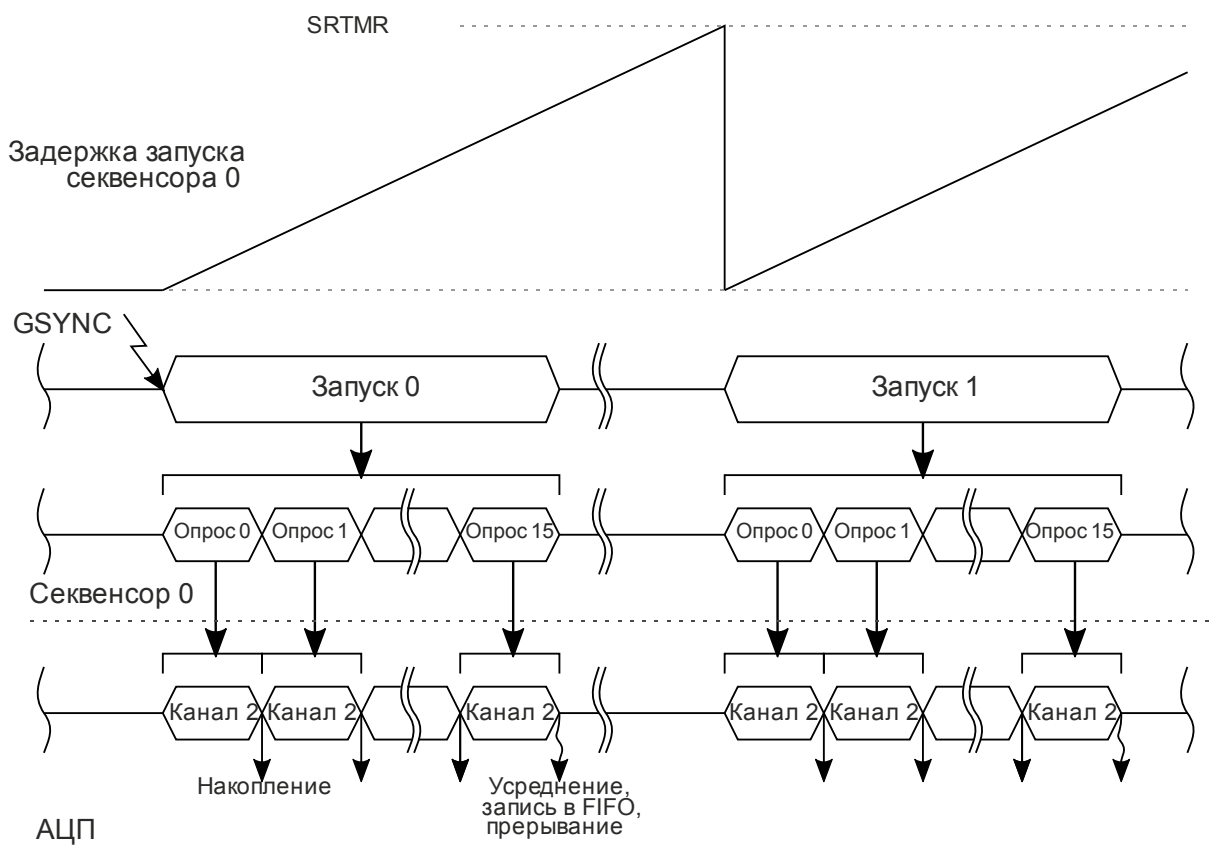 SRTMR
Задержка запуска
секвенсора 0
GSYNC
Запуск 0
Запуск 1
Опрос 0
Опрос 1
Опрос 15
Опрос 0
Опрос 1
Опрос 15
Секвенсор 0
Канал 2
Канал 2
Канал 2
Канал 2
Канал 2
Канал 2
Накопление
Усреднение,
запись в FIFO,
прерывание
АЦП